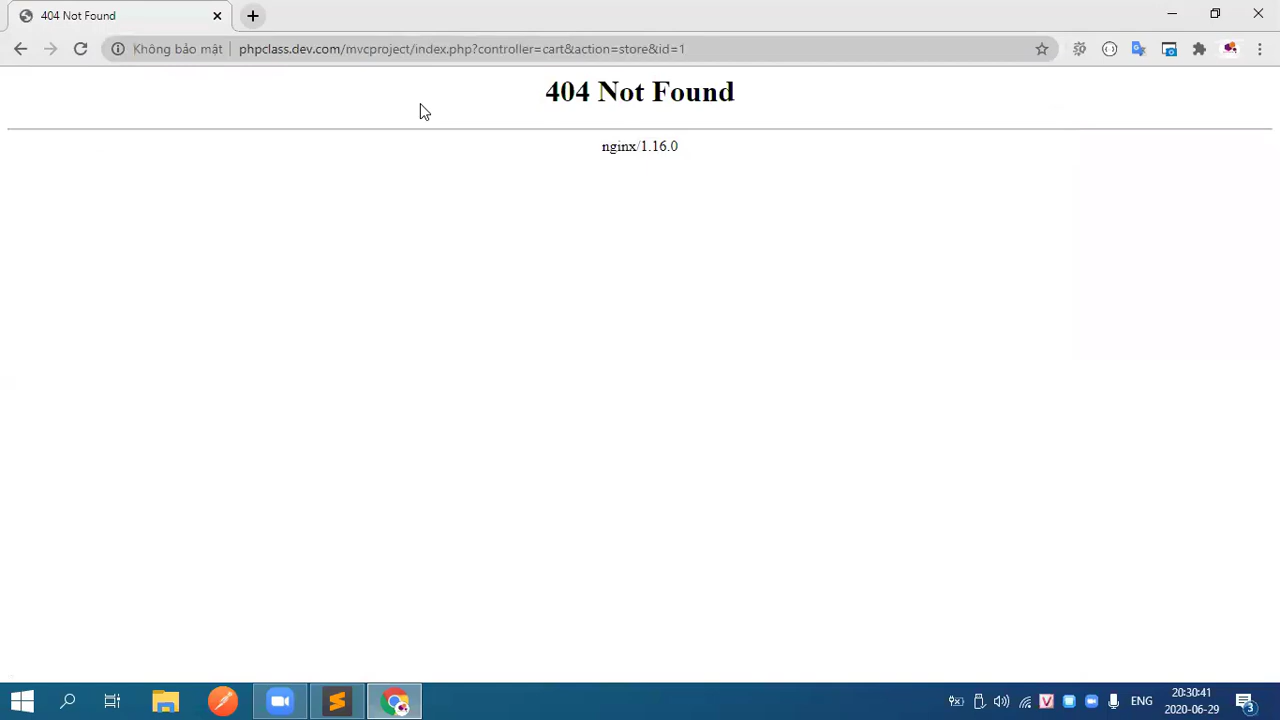 404 Not Found
Không bảo mật
phpclass.dev.com/mvcproject/index.php?controller=cart&action=store&id=1
404 Not Found
nginx/1.16.0
ENG
20:30:41
2020-06-29
3